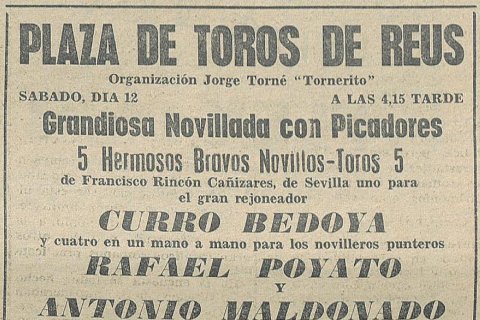 PLAZA DE TOROS DE REUS
Organización Jorge Torné "Tornerito"
SABADO, DIA 12 A LAS 4,15 TARDE
Grandiosa Novillada con Picadores
5 Hermosos Bravos Novillos-Toros 5
de Francisco Rincón Cañizares, de Sevilla uno para
el gran rejoneador
CURRO BEDOYA
y cuatro en un mano a mano para los novilleros punteros
RAFAEL POYATO
Y
ANTONIO MALDONADO